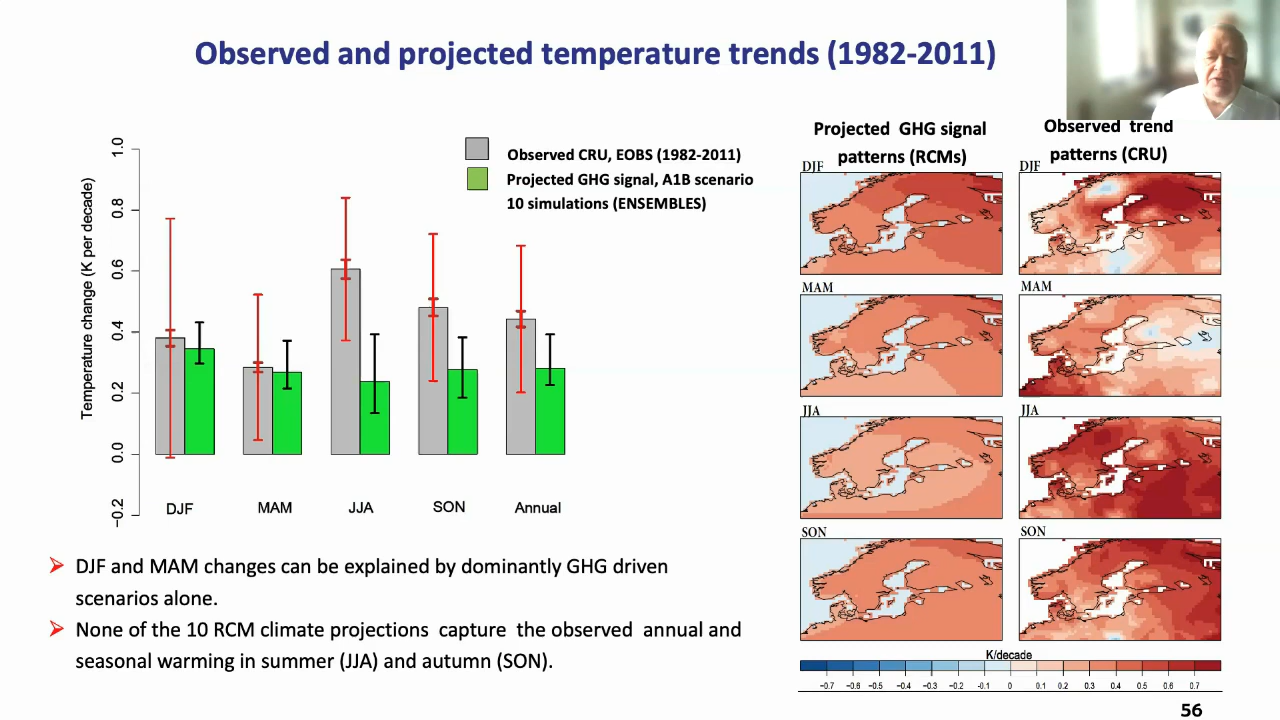 Observed and projected temperature trends (1982-2011)
Temperature change (K per decade)
1.0
0.8
0.6
0.4
0.2
0.0
−0.2
Observed CRU, EOBS (1982-2011)
Projected GHG signal, A1B scenario
10 simulations (ENSEMBLES)
DJF
MAM
JJA
SON
Annual
DJF and MAM changes can be explained by dominantly GHG driven
scenarios alone.
None of the 10 RCM climate projections capture the observed annual and
seasonal warming in summer (JJA) and autumn (SON).
Projected GHG signal
patterns (RCMs)
Observed trend
patterns (CRU)
DJF
DJF
MAM
MAM
JJA
JJA
SON
SON
K/decade
−0.7 −0.6 −0.5 −0.4 −0.3 −0.2 −0.1 0 0.1 0.2 0.3 0.4 0.5 0.6 0.7
56